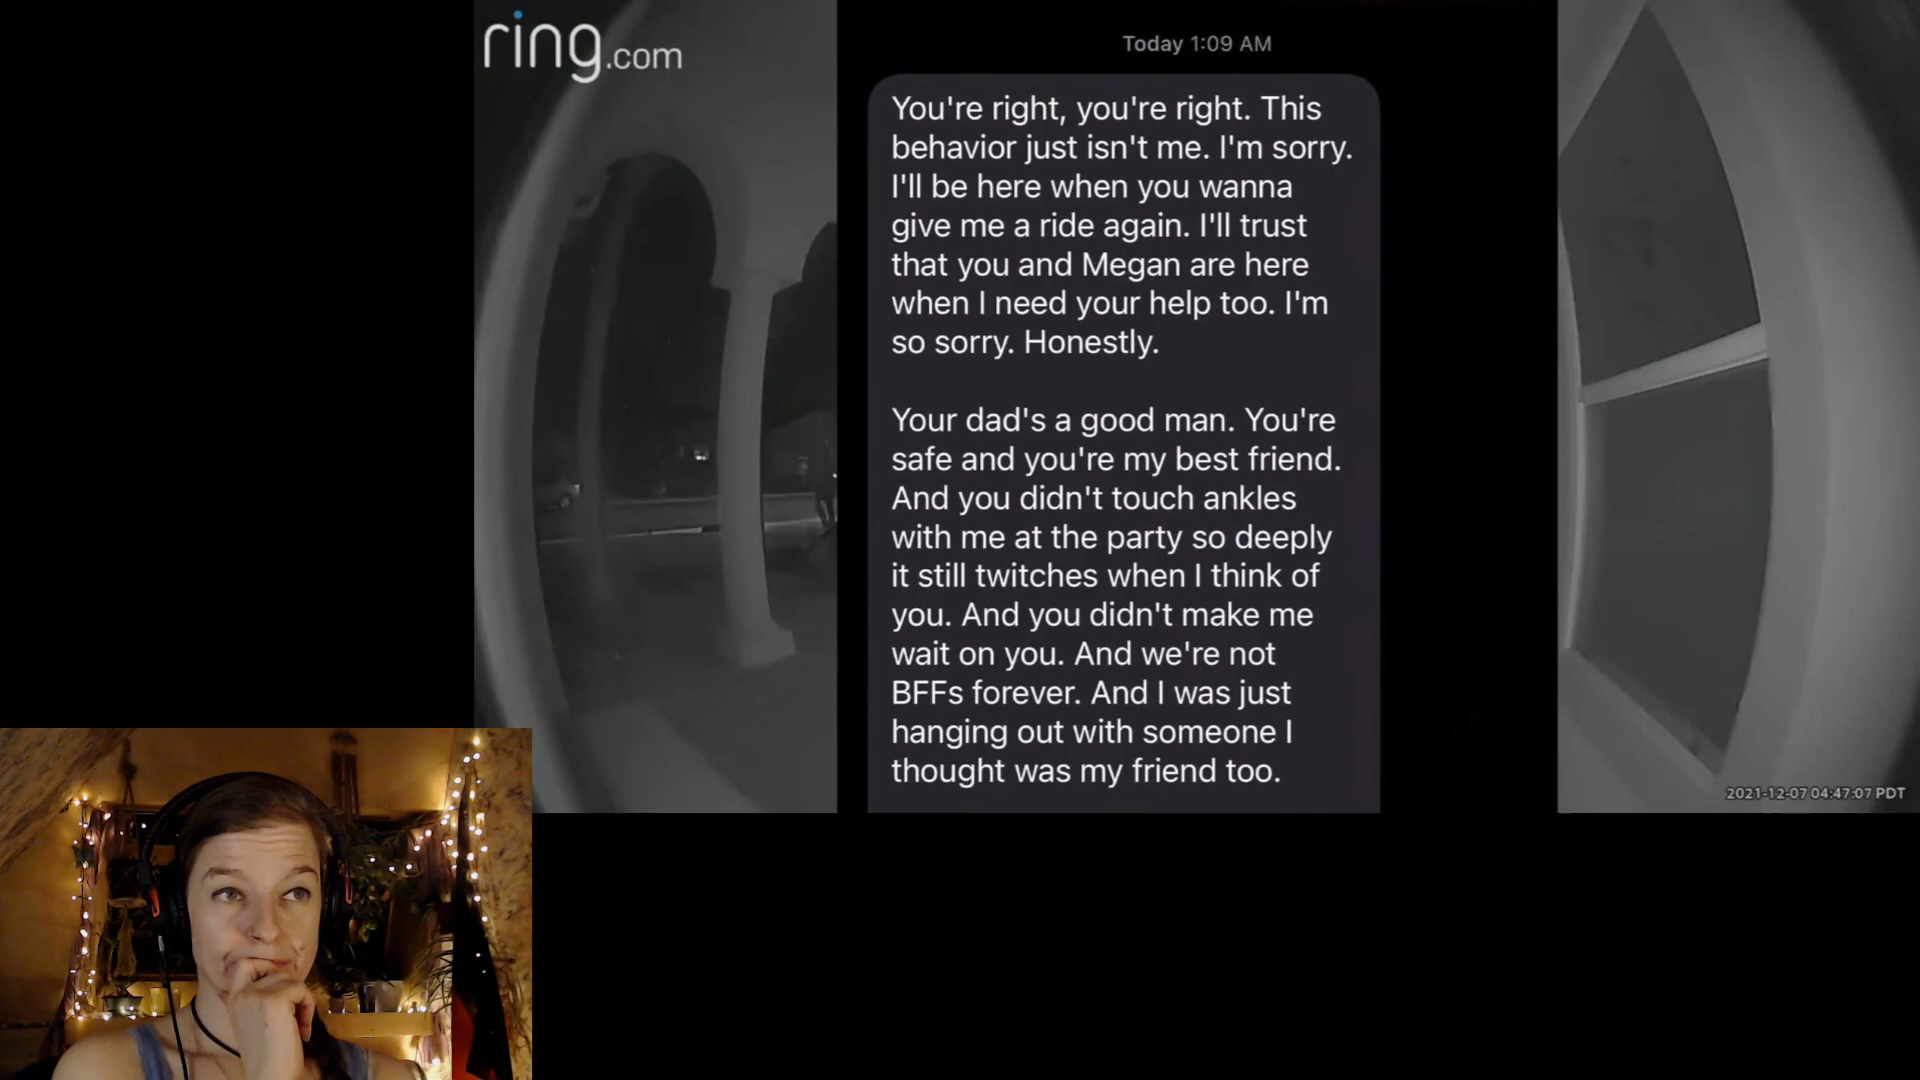 ring.com
Today 1:09 AM
You're right, you're right. This
behavior just isn't me. I'm sorry.
I'll be here when you wanna
give me a ride again. I'll trust
that you and Megan are here
when I need your help too. I'm
so sorry. Honestly.
Your dad's a good man. You're
safe and you're my best friend.
And you didn't touch ankles
with me at the party so deeply
it still twitches when I think of
you. And you didn't make me
wait on you. And we're not
BFFs forever. And I was just
hanging out with someone I
thought was my friend too.
2021-12-07 04:47:07 PDT